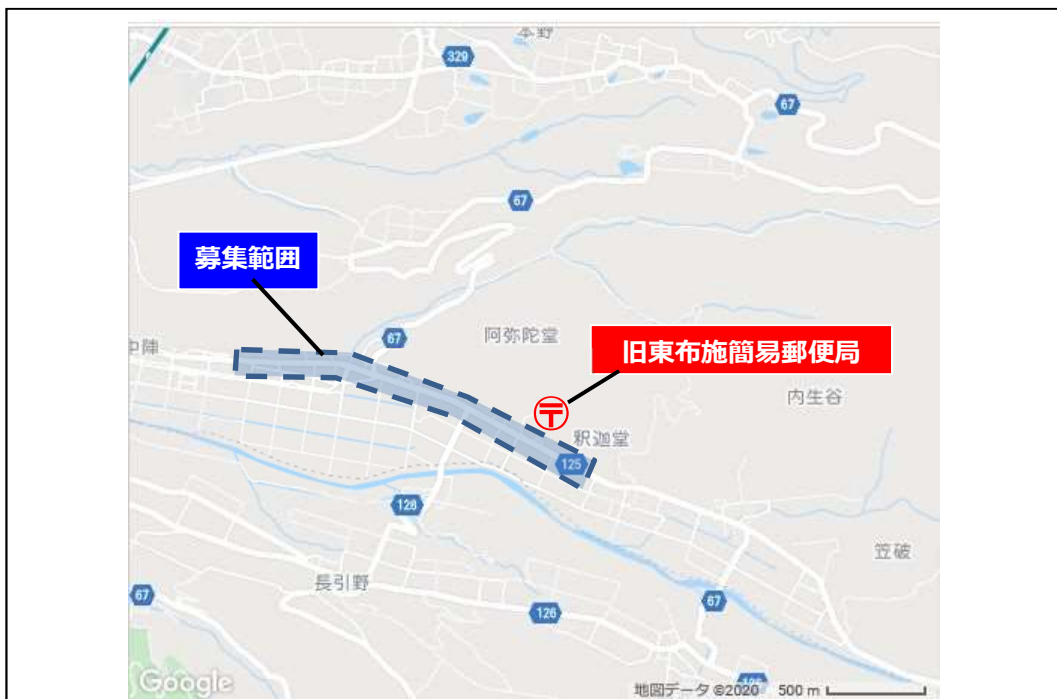 本野
329
67
67
募集範囲
中陣
67
阿弥陀堂
旧東布施簡易郵便局
内生谷
〒
釈迦堂
125
128
笠破
長引野
67
126
67
126
Google
地図データ ©2020 500 m